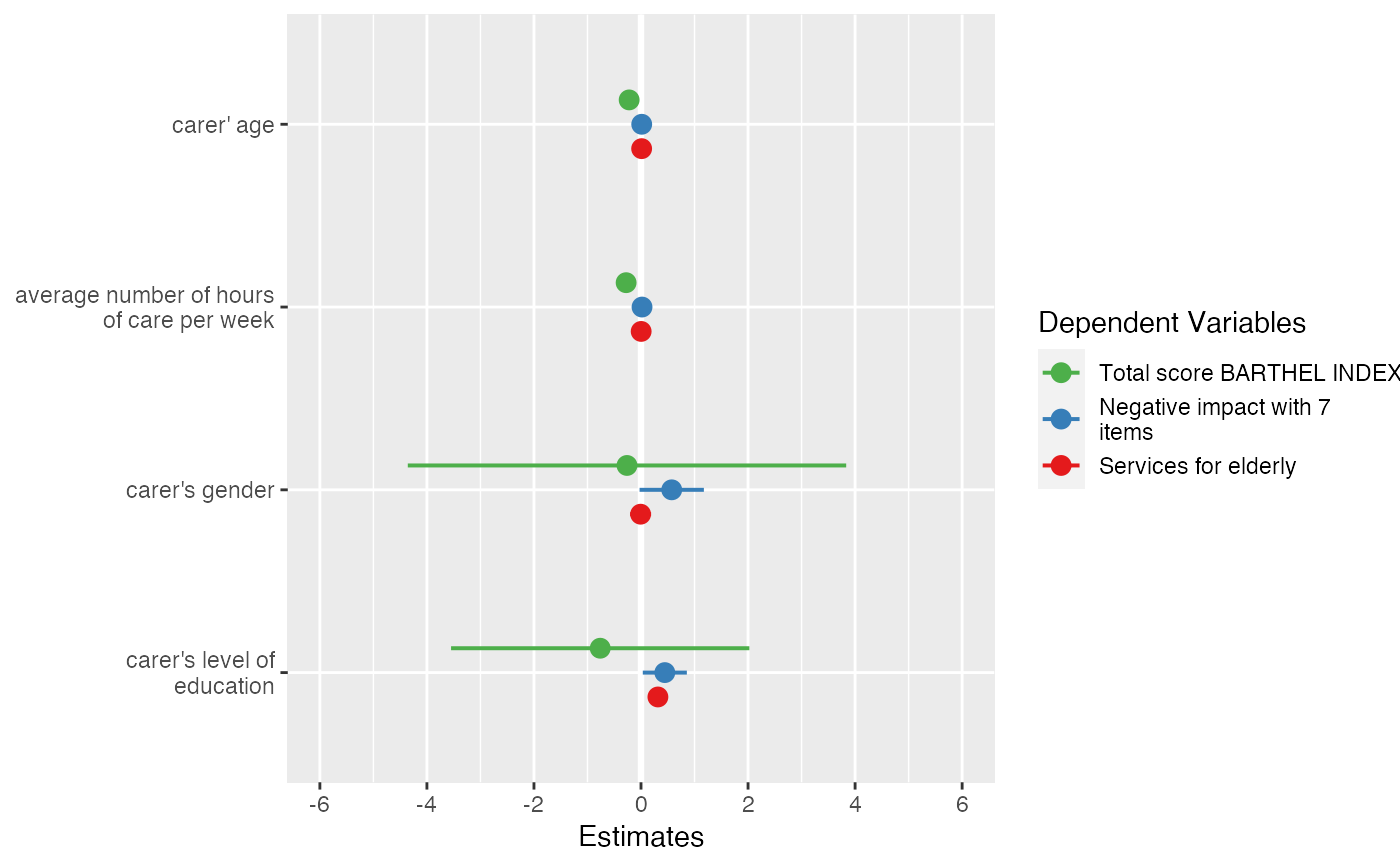 carer' age
average number of hours
of care per week
carer's gender
carer's level of
education
-6
-4
-2
0
2
4
6
Estimates
Dependent Variables
Total score BARTHEL INDEX
Negative impact with 7
items
Services for elderly